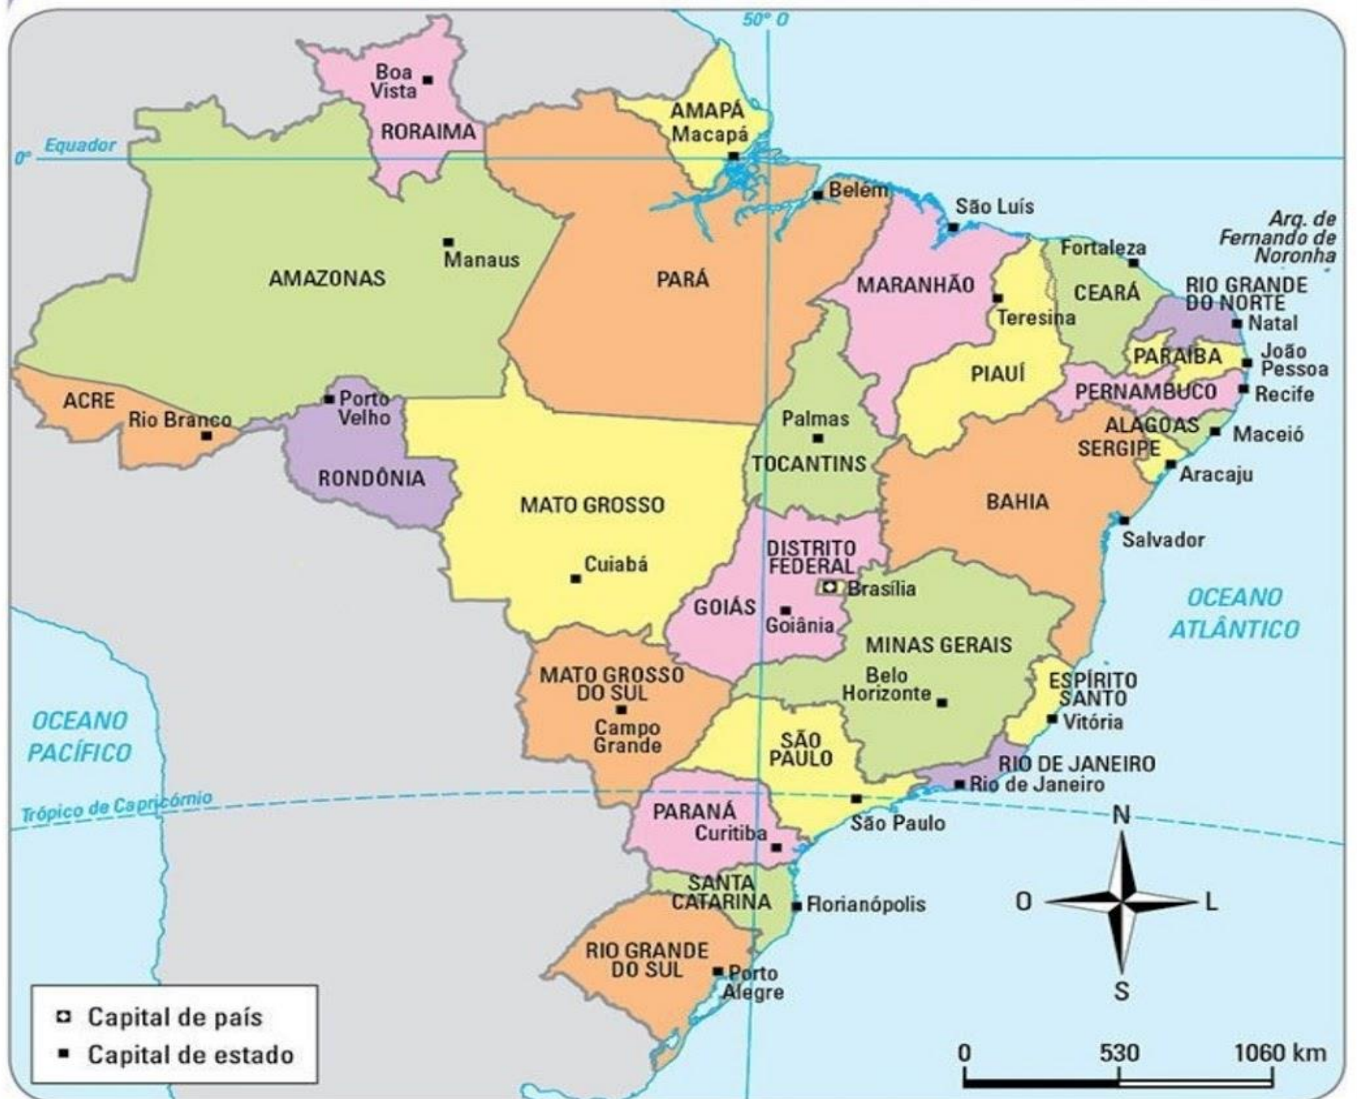 50° O
Boa
Vista
RORAIMA
AMAPÁ
Macapá
Equador
0°
Belém
São Luís
Arq. de
Fernando de
Noronha
Fortaleza
Manaus
AMAZONAS
PARÁ
MARANHÃO
CEARÁ
RIO GRANDE
DO NORTE
Natal
Teresina
PARAÍBA
João
Pessoa
PIAUÍ
PERNAMBUCO
Recife
ACRE
Rio Branco
Porto
Velho
Palmas
ALAGOAS
Maceió
SERGIPE
Aracaju
TOCANTINS
RONDÔNIA
MATO GROSSO
BAHIA
Salvador
Cuiabá
DISTRITO
FEDERAL
Brasília
GOIÁS
Goiânia
OCEANO
ATLÂNTICO
MINAS GERAIS
Belo
Horizonte
MATO GROSSO
DO SUL
Campo
Grande
ESPÍRITO
SANTO
Vitória
OCEANO
PACÍFICO
SÃO
PAULO
RIO DE JANEIRO
Rio de Janeiro
Trópico de Capricórnio
PARANÁ
Curitiba
São Paulo
SANTA
CATARINA
Florianópolis
N
O
L
S
RIO GRANDE
DO SUL
Porto
Alegre
Capital de país
Capital de estado
0 530 1060 km